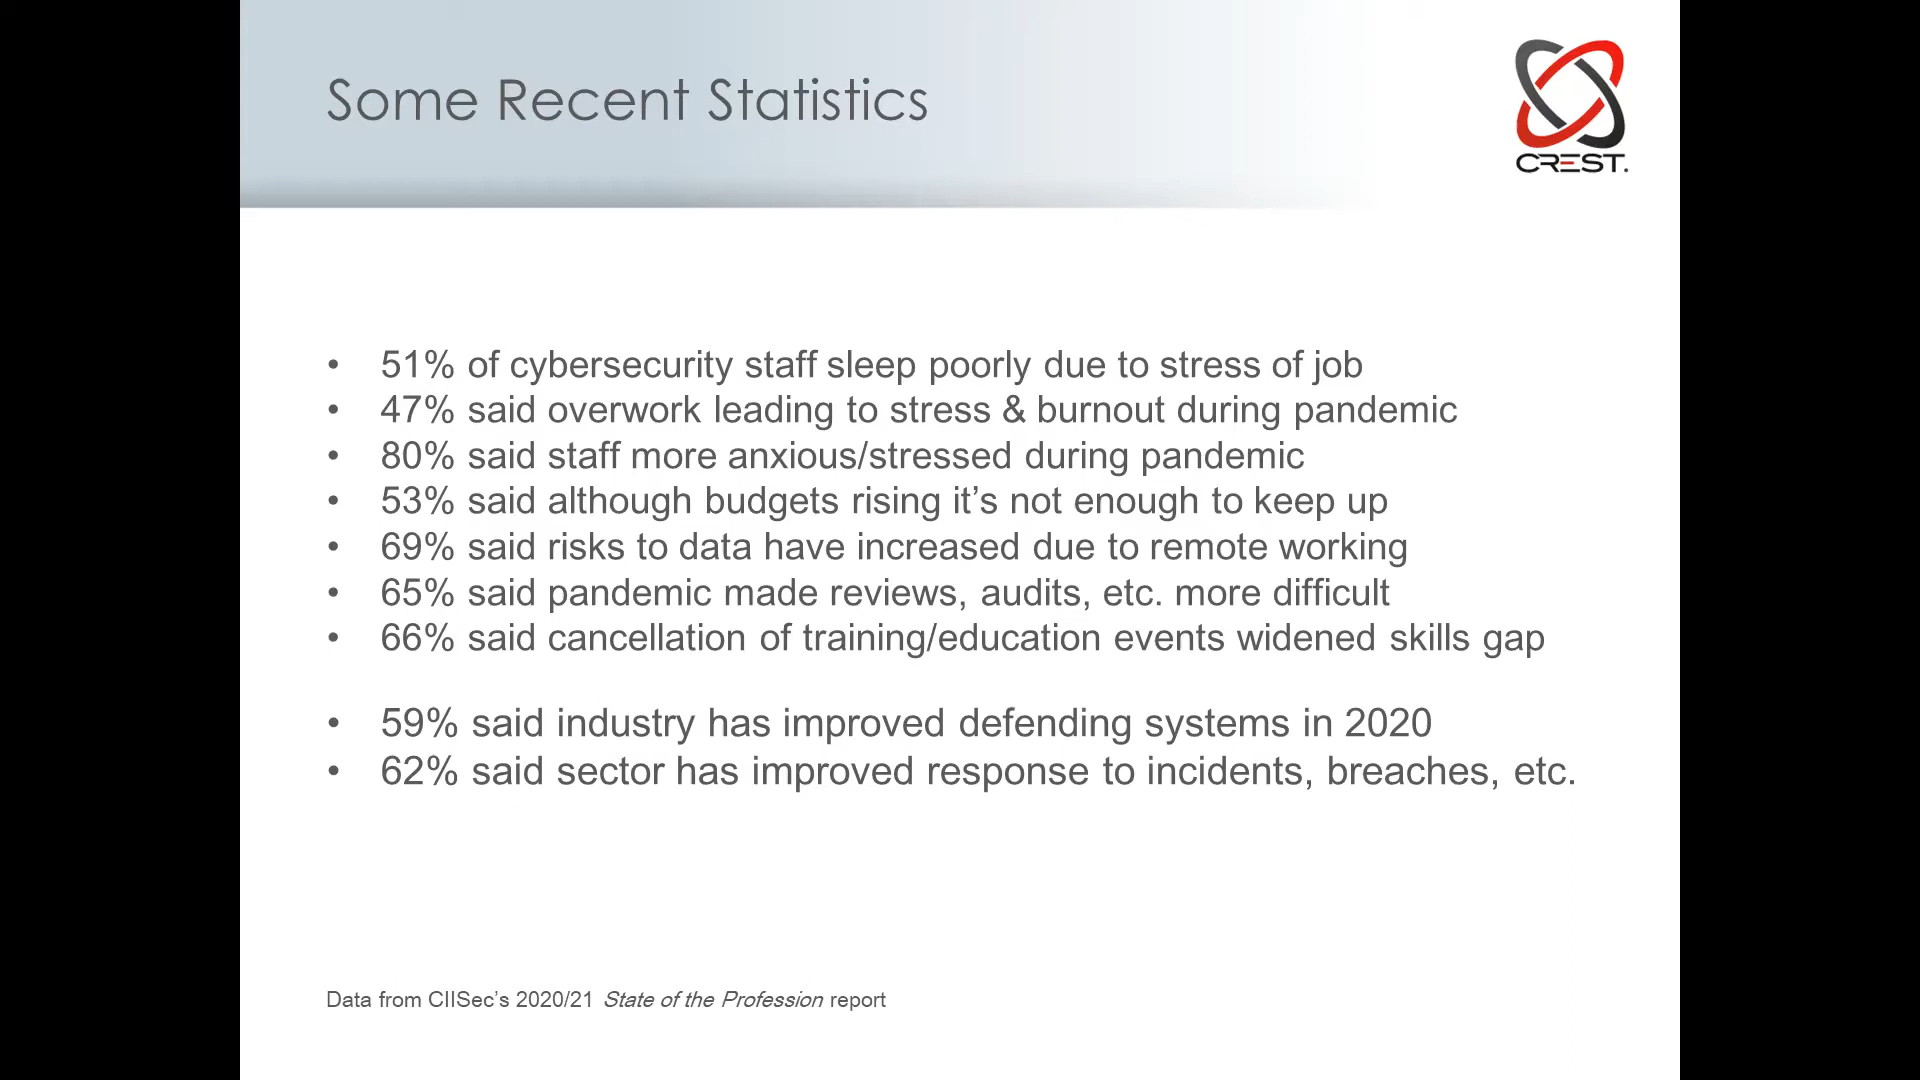 Some Recent Statistics
CREST.
• 51% of cybersecurity staff sleep poorly due to stress of job
• 47% said overwork leading to stress & burnout during pandemic
• 80% said staff more anxious/stressed during pandemic
• 53% said although budgets rising it’s not enough to keep up
• 69% said risks to data have increased due to remote working
• 65% said pandemic made reviews, audits, etc. more difficult
• 66% said cancellation of training/education events widened skills gap
• 59% said industry has improved defending systems in 2020
• 62% said sector has improved response to incidents, breaches, etc.
Data from CIISec’s 2020/21 State of the Profession report